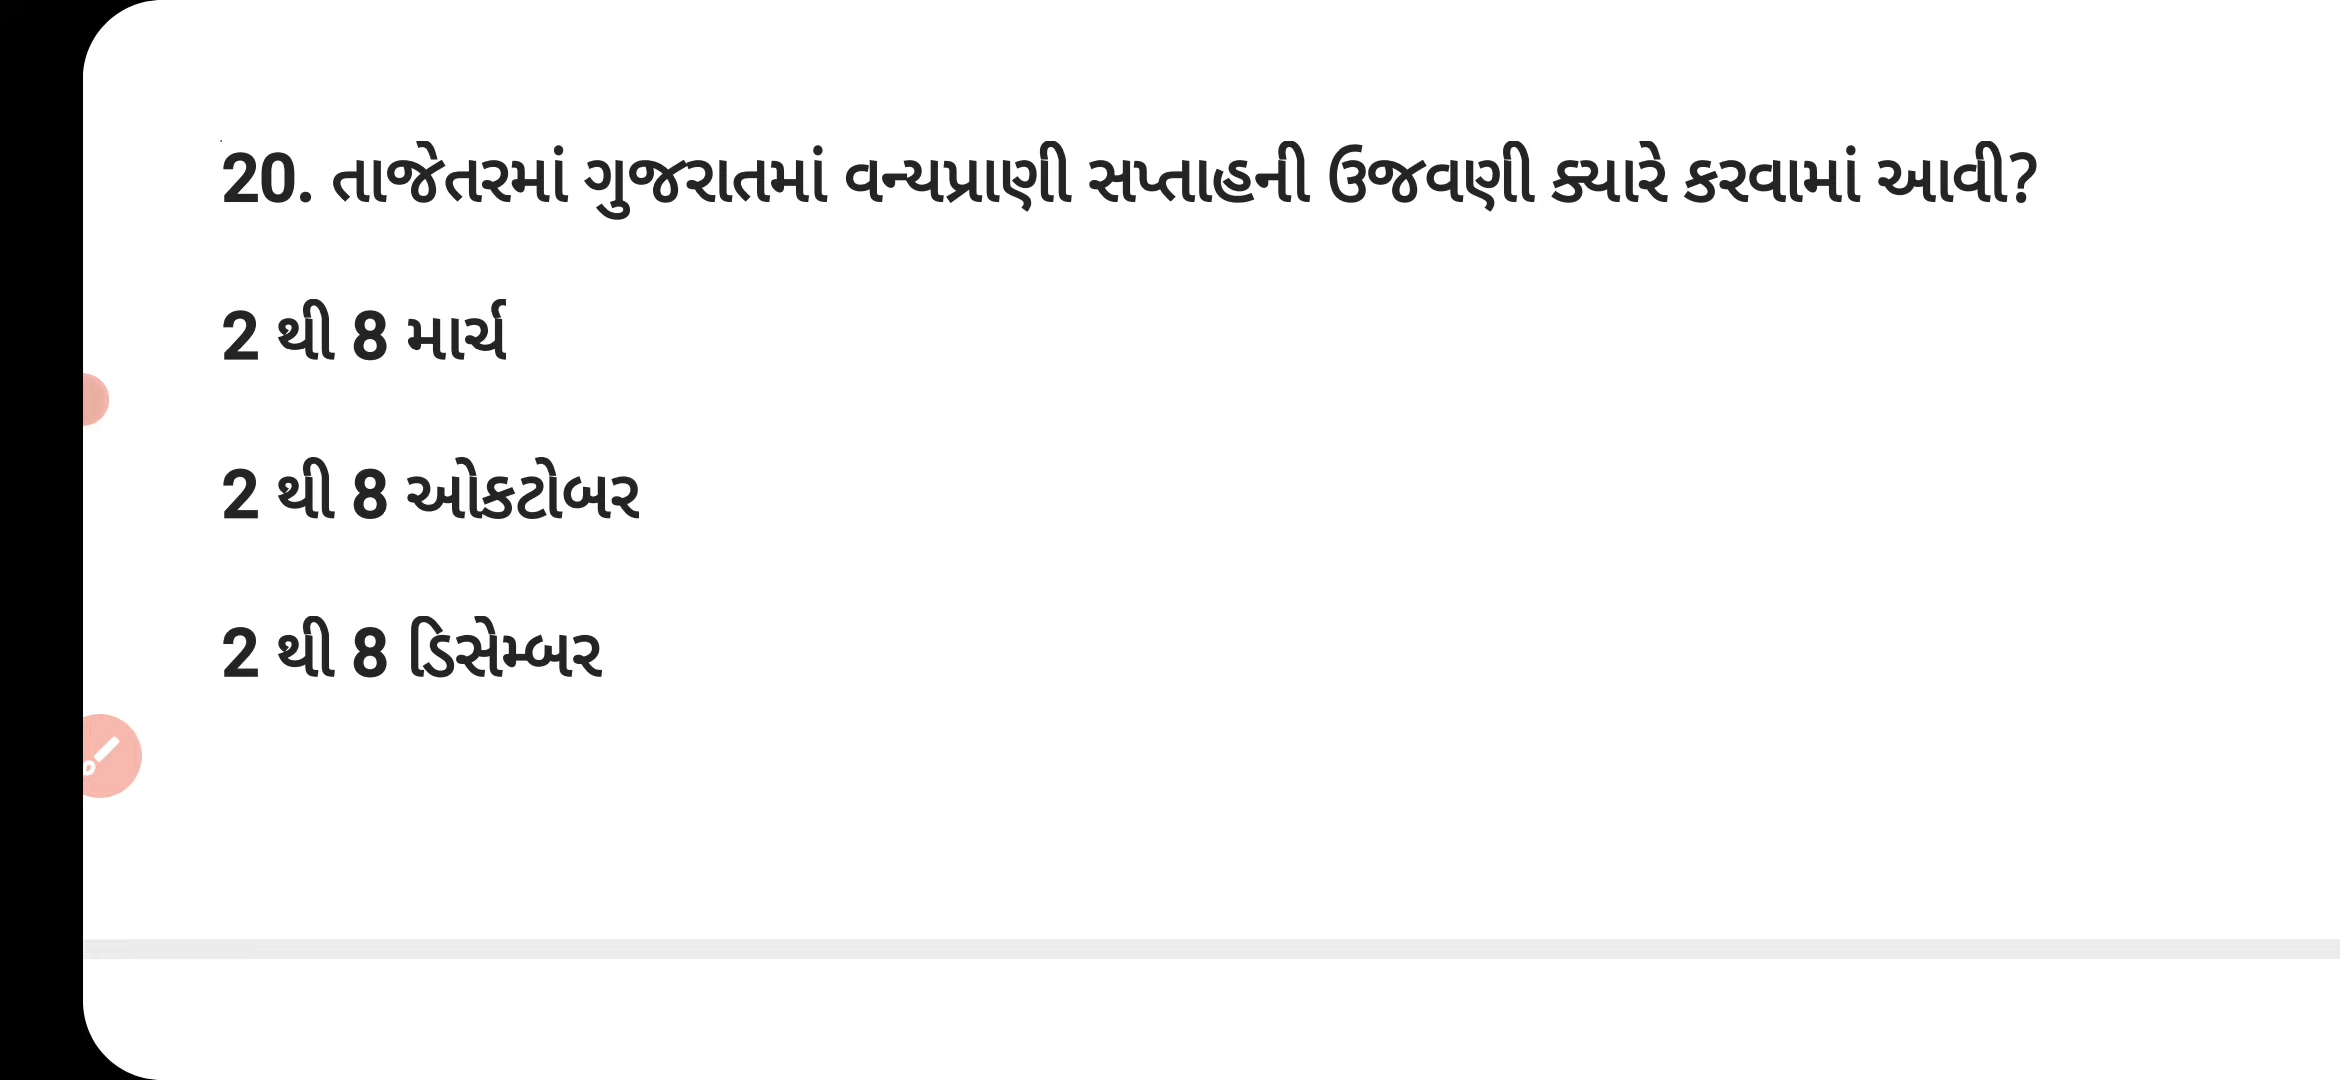 20. તાજેતરમાં ગુજરાતમાં વન્યપ્રાણી સપ્તાહની ઉજવણી ક્યારે કરવામાં આવી?
2 થી 8 માર્ચ
2 થી 8 ઓકટોબર
2 થી 8 ડિસેમ્બર